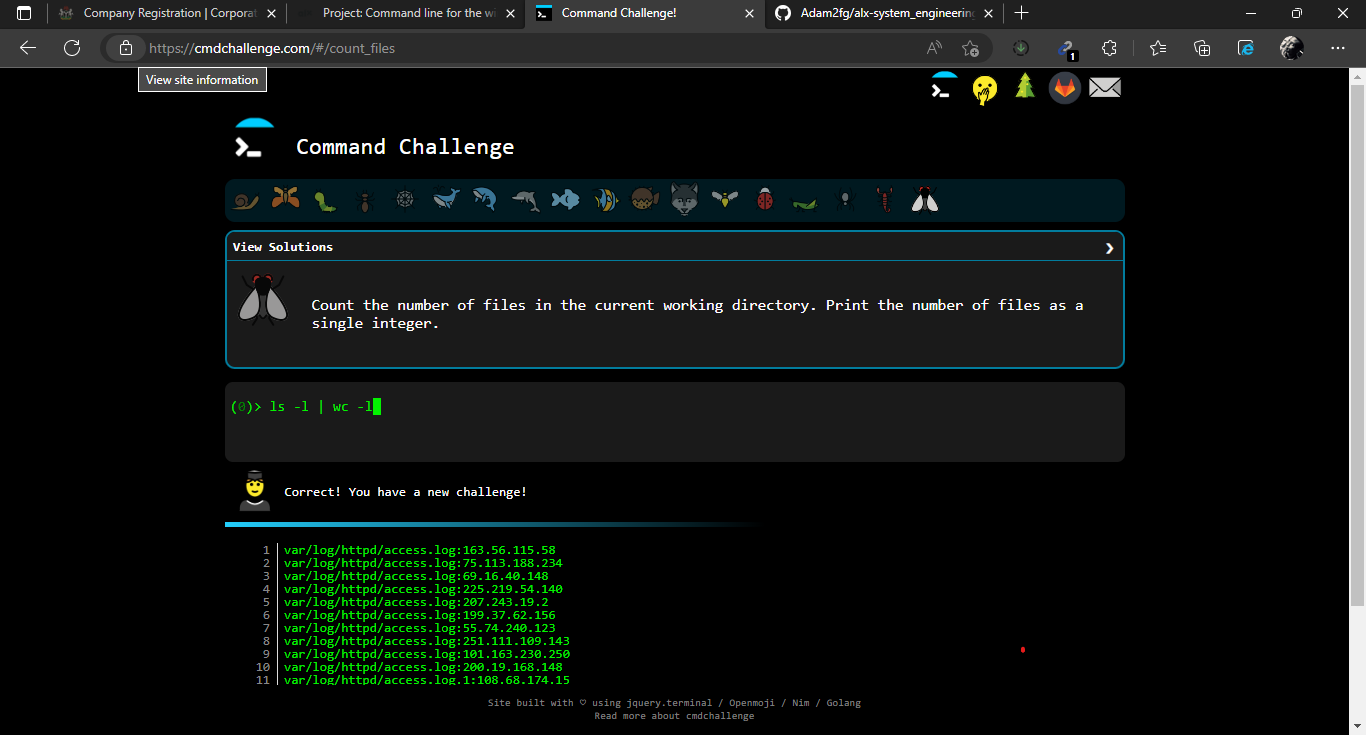 Company Registration | Corporat
Project: Command line for the wi
Command Challenge!
Adam2fg/alx-system_engineering
https://cmdchallenge.com/#/count_files
1
View site information
Command Challenge
View Solutions
Count the number of files in the current working directory. Print the number of files as a
single integer.
(0)> ls -l | wc -l
Correct! You have a new challenge!
1 var/log/httpd/access.log:163.56.115.58
2 var/log/httpd/access.log:75.113.188.234
3 var/log/httpd/access.log:69.16.40.148
4 var/log/httpd/access.log:225.219.54.140
5 var/log/httpd/access.log:207.243.19.2
6 var/log/httpd/access.log:199.37.62.156
7 var/log/httpd/access.log:55.74.240.123
8 var/log/httpd/access.log:251.111.109.143
9 var/log/httpd/access.log:101.163.230.250
10 var/log/httpd/access.log:200.19.168.148
11 var/log/httpd/access.log.1:108.68.174.15
Site built with ♡ using jquery.terminal / Openmoji / Nim / Golang
Read more about cmdchallenge